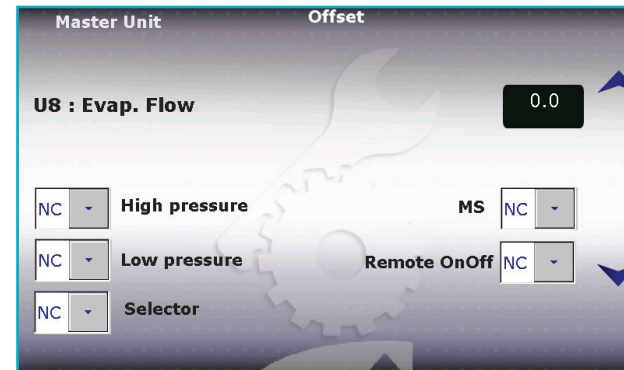 Master Unit Offset
U8 : Evap. Flow 0.0
NC High pressure MS NC
NC Low pressure Remote OnOff NC
NC Selector